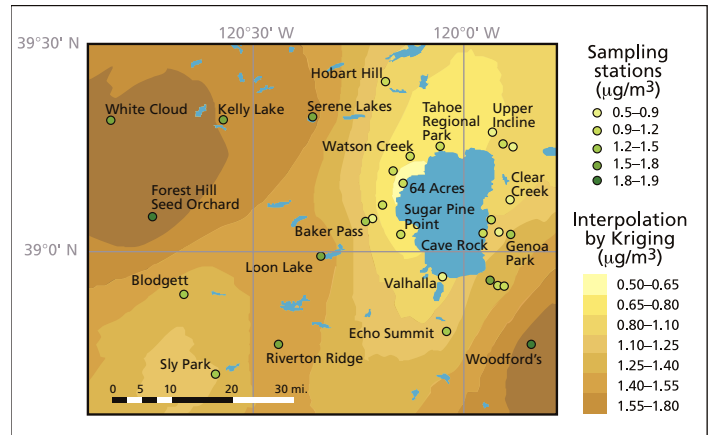 120°30' W
120°0' W
39°30' N
39°0' N
Hobart Hill
White Cloud
Kelly Lake
Serene Lakes
Tahoe
Regional
Park
Upper
Incline
Watson Creek
Forest Hill
Seed Orchard
64 Acres
Clear
Creek
Sugar Pine
Point
Baker Pass
Cave Rock
Genoa
Park
Loon Lake
Blodgett
Valhalla
Echo Summit
Sly Park
Riverton Ridge
Woodford's
0 5 10 20 30 mi.
Sampling
stations
(µg/m³)
0.5–0.9
0.9–1.2
1.2–1.5
1.5–1.8
1.8–1.9
Interpolation
by Kriging
(µg/m³)
0.50–0.65
0.65–0.80
0.80–1.10
1.10–1.25
1.25–1.40
1.40–1.55
1.55–1.80